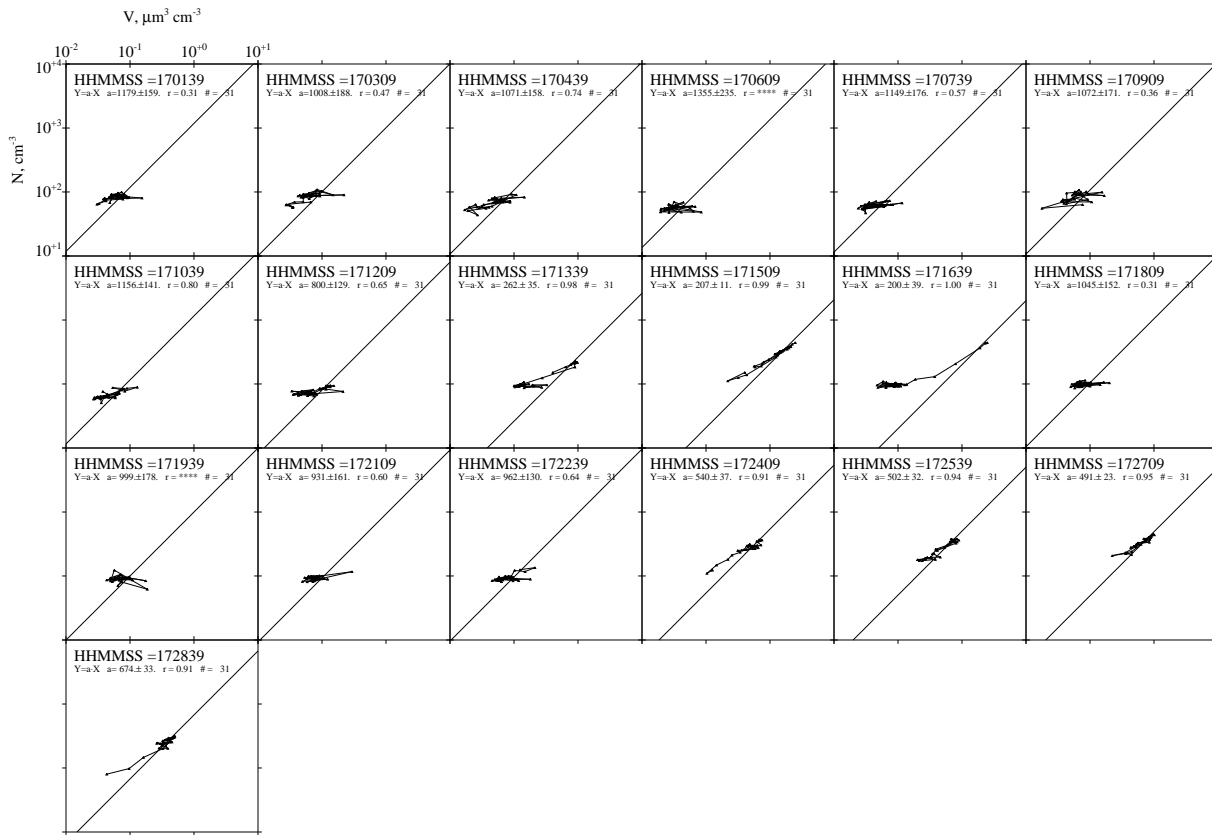 V, μm³ cm⁻³
10⁻² 10⁻¹ 10⁺⁰ 10⁺¹
N, cm⁻³
10⁺⁴
10⁺³
10⁺²
10⁺¹
HHMMSS =170139
Y=a·X a=1179.±159. r = 0.31 # = 31
HHMMSS =170309
Y=a·X a=1008.±188. r = 0.47 # = 31
HHMMSS =170439
Y=a·X a=1071.±158. r = 0.74 # = 31
HHMMSS =170609
Y=a·X a=1355.±235. r = **** # = 31
HHMMSS =170739
Y=a·X a=1149.±176. r = 0.57 # = 31
HHMMSS =170909
Y=a·X a=1072.±171. r = 0.36 # = 31
HHMMSS =171039
Y=a·X a=1156.±141. r = 0.80 # = 31
HHMMSS =171209
Y=a·X a= 800.±129. r = 0.65 # = 31
HHMMSS =171339
Y=a·X a= 262.± 35. r = 0.98 # = 31
HHMMSS =171509
Y=a·X a= 207.± 11. r = 0.99 # = 31
HHMMSS =171639
Y=a·X a= 200.± 39. r = 1.00 # = 31
HHMMSS =171809
Y=a·X a=1045.±152. r = 0.31 # = 31
HHMMSS =171939
Y=a·X a= 999.±178. r = **** # = 31
HHMMSS =172109
Y=a·X a= 931.±161. r = 0.60 # = 31
HHMMSS =172239
Y=a·X a= 962.±130. r = 0.64 # = 31
HHMMSS =172409
Y=a·X a= 540.± 37. r = 0.91 # = 31
HHMMSS =172539
Y=a·X a= 502.± 32. r = 0.94 # = 31
HHMMSS =172709
Y=a·X a= 491.± 23. r = 0.95 # = 31
HHMMSS =172839
Y=a·X a= 674.± 33. r = 0.91 # = 31